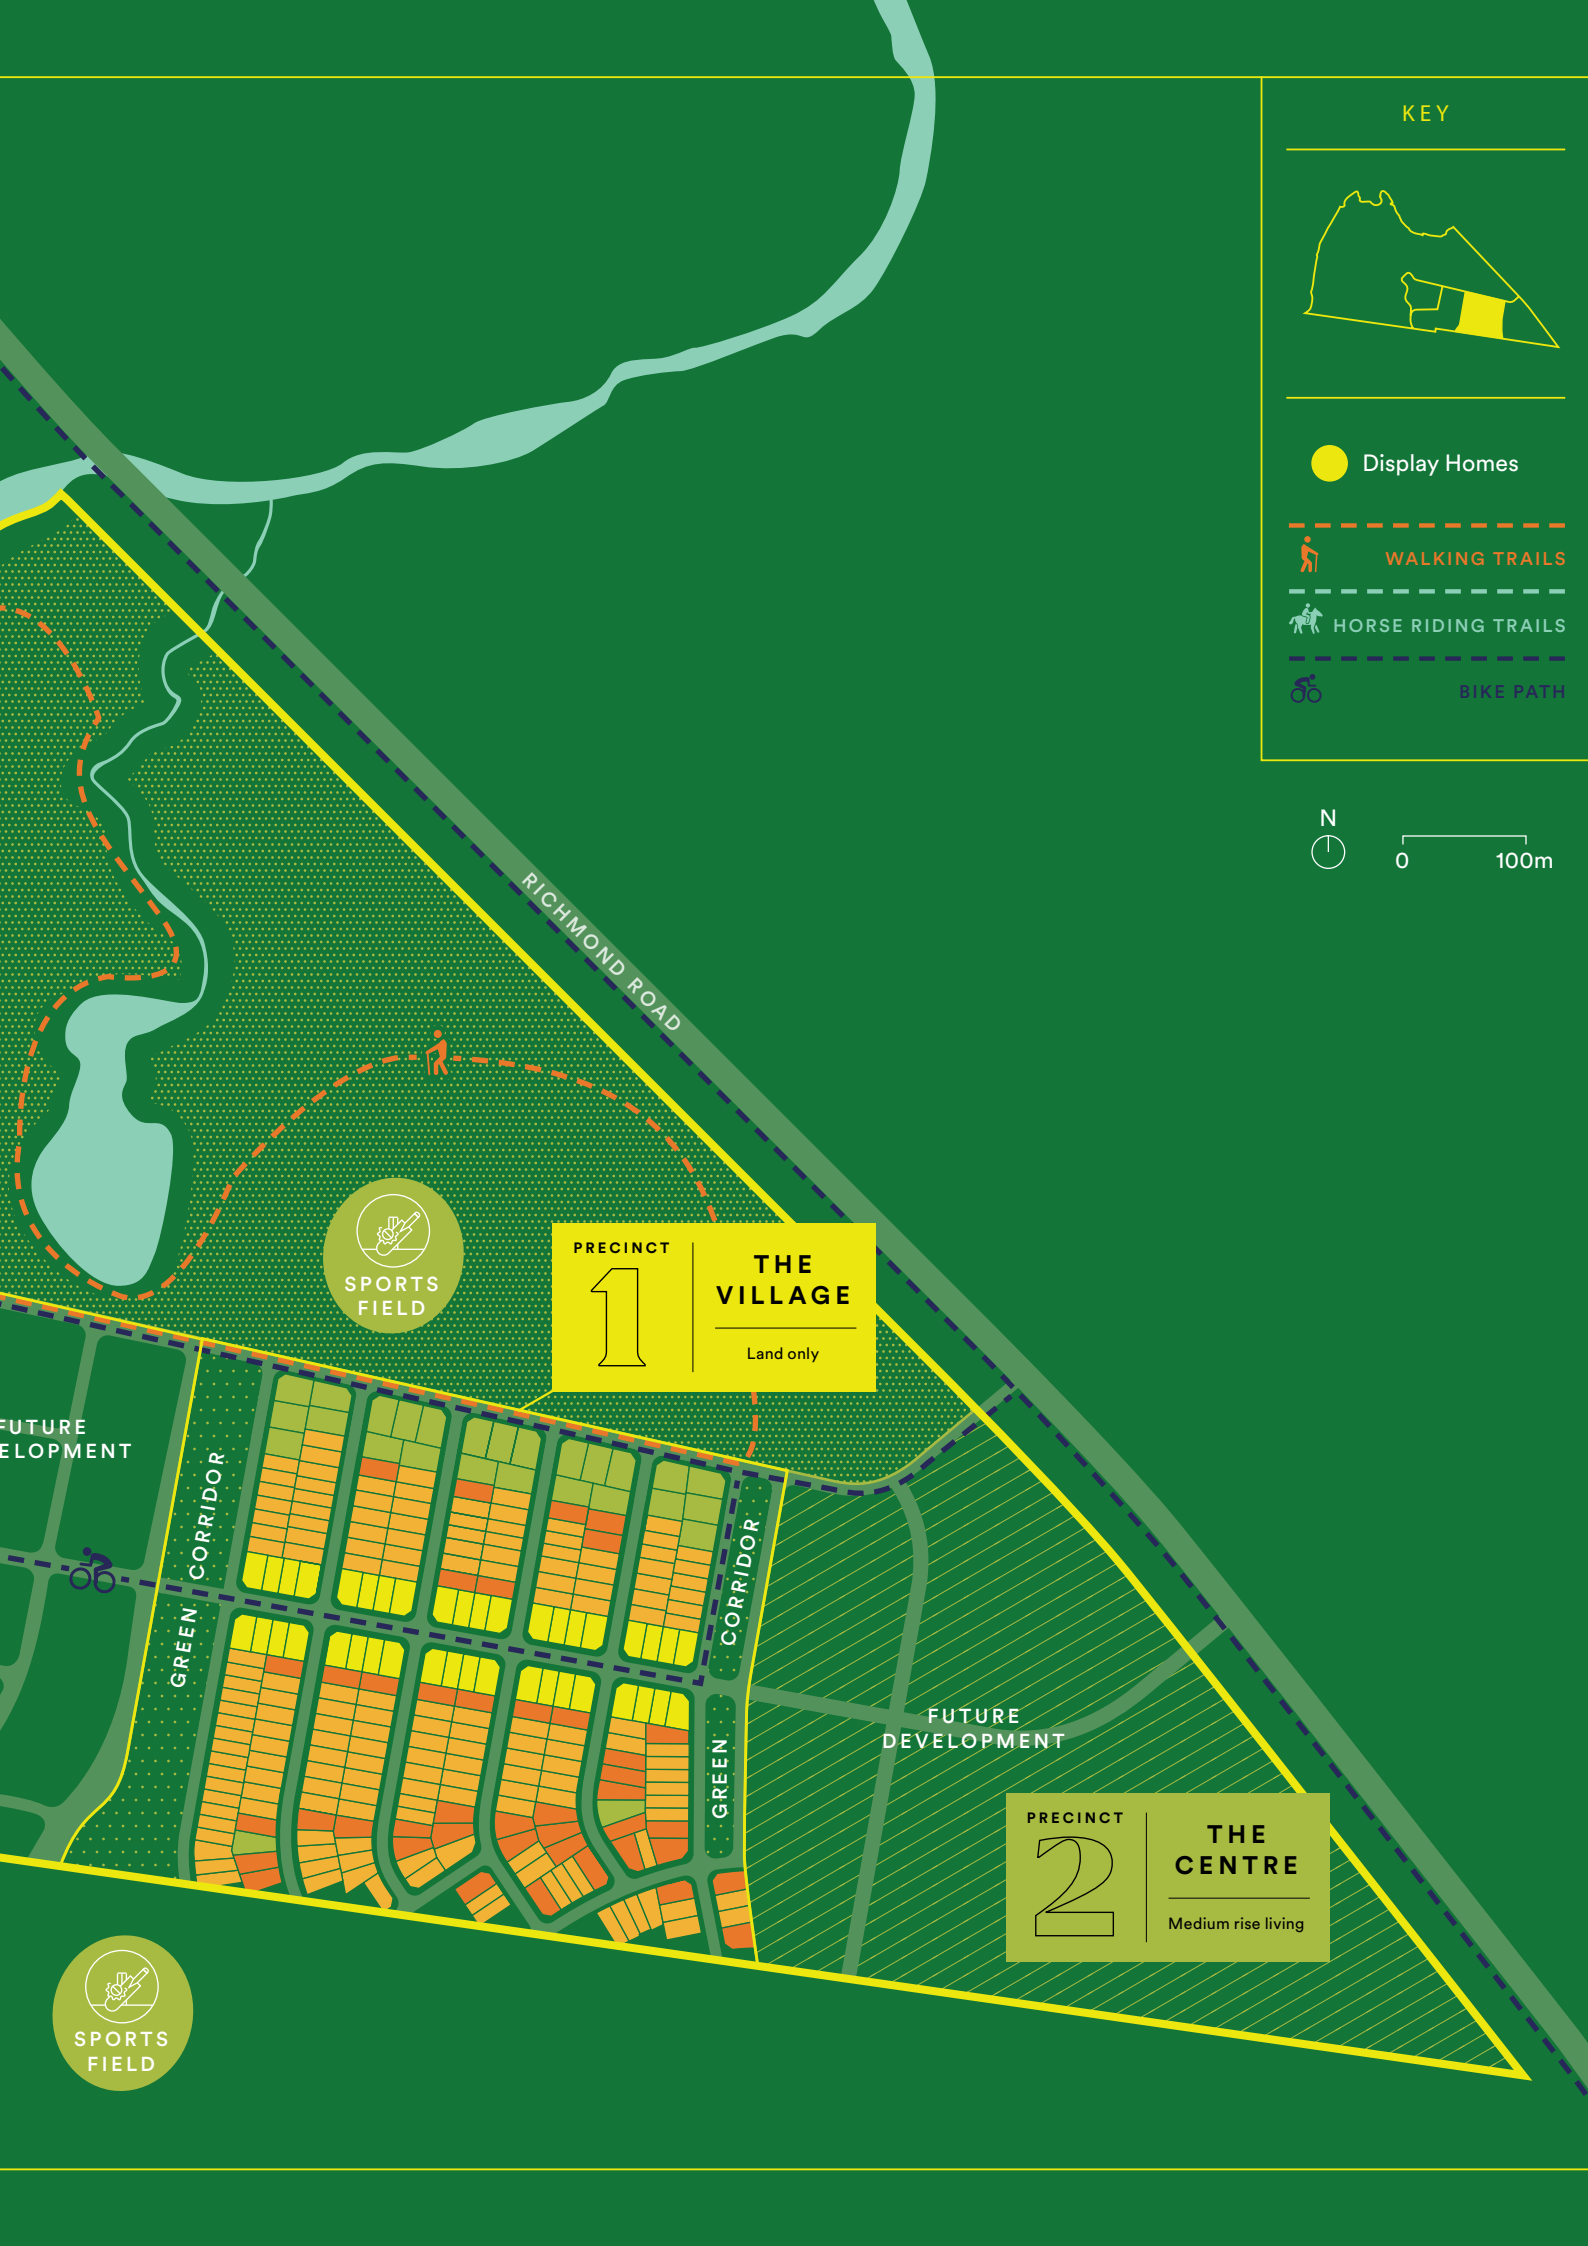 KEY
Display Homes
WALKING TRAILS
HORSE RIDING TRAILS
BIKE PATH
N
0 100m
RICHMOND ROAD
SPORTS
FIELD
PRECINCT
1
THE
VILLAGE
Land only
FUTURE
ELOPMENT
GREEN CORRIDOR
GREEN CORRIDOR
FUTURE
DEVELOPMENT
PRECINCT
2
THE
CENTRE
Medium rise living
SPORTS
FIELD